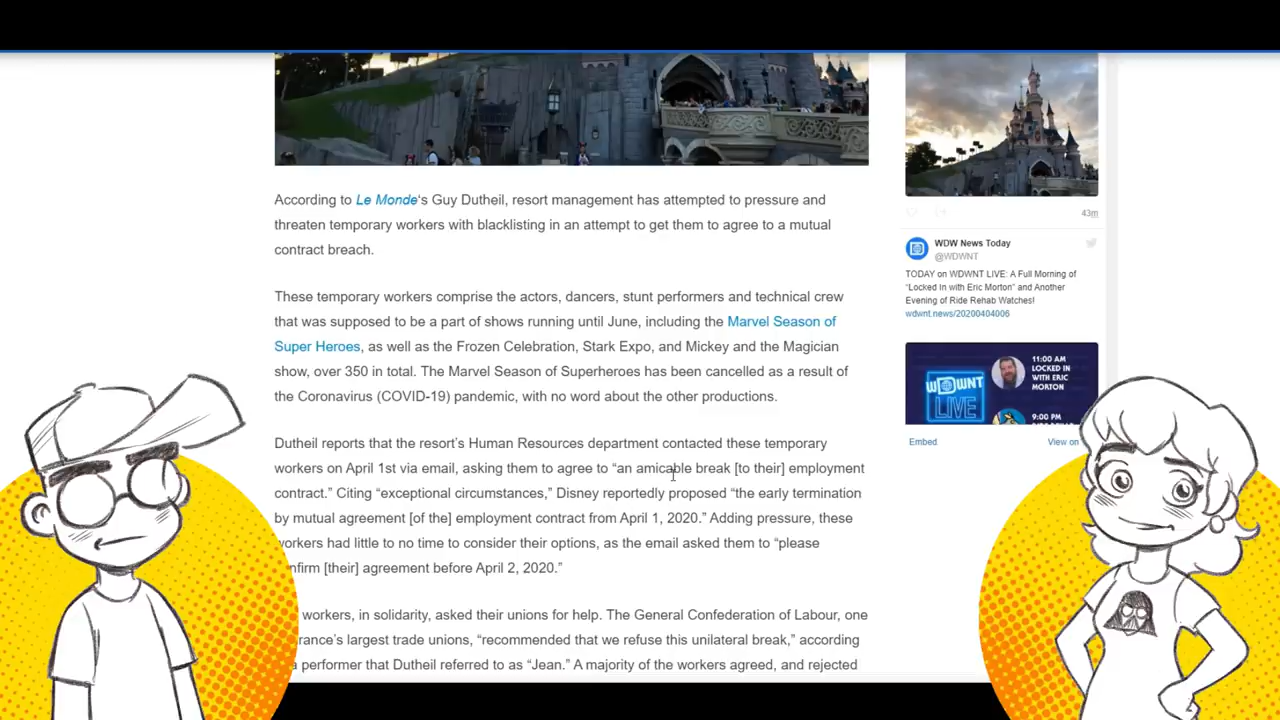 According to Le Monde's Guy Dutheil, resort management has attempted to pressure and
threaten temporary workers with blacklisting in an attempt to get them to agree to a mutual
contract breach.
These temporary workers comprise the actors, dancers, stunt performers and technical crew
that was supposed to be a part of shows running until June, including the Marvel Season of
Super Heroes, as well as the Frozen Celebration, Stark Expo, and Mickey and the Magician
show, over 350 in total. The Marvel Season of Superheroes has been cancelled as a result of
the Coronavirus (COVID-19) pandemic, with no word about the other productions.
Dutheil reports that the resort's Human Resources department contacted these temporary
workers on April 1st via email, asking them to agree to “an amicable break [to their] employment
contract.” Citing “exceptional circumstances,” Disney reportedly proposed “the early termination
by mutual agreement [of the] employment contract from April 1, 2020.” Adding pressure, these
workers had little to no time to consider their options, as the email asked them to “please
nfirm [their] agreement before April 2, 2020.”
workers, in solidarity, asked their unions for help. The General Confederation of Labour, one
rance's largest trade unions, “recommended that we refuse this unilateral break,” according
a performer that Dutheil referred to as “Jean.” A majority of the workers agreed, and rejected
43m
WDW News Today
@WDWNT
TODAY on WDWNT LIVE: A Full Morning of
“Locked In with Eric Morton” and Another
Evening of Ride Rehab Watches!
wdwnt.news/20200404006
WDWNT
LIVE
11:00 AM
LOCKED IN
WITH ERIC
MORTON
9:00 PM
Embed
View on